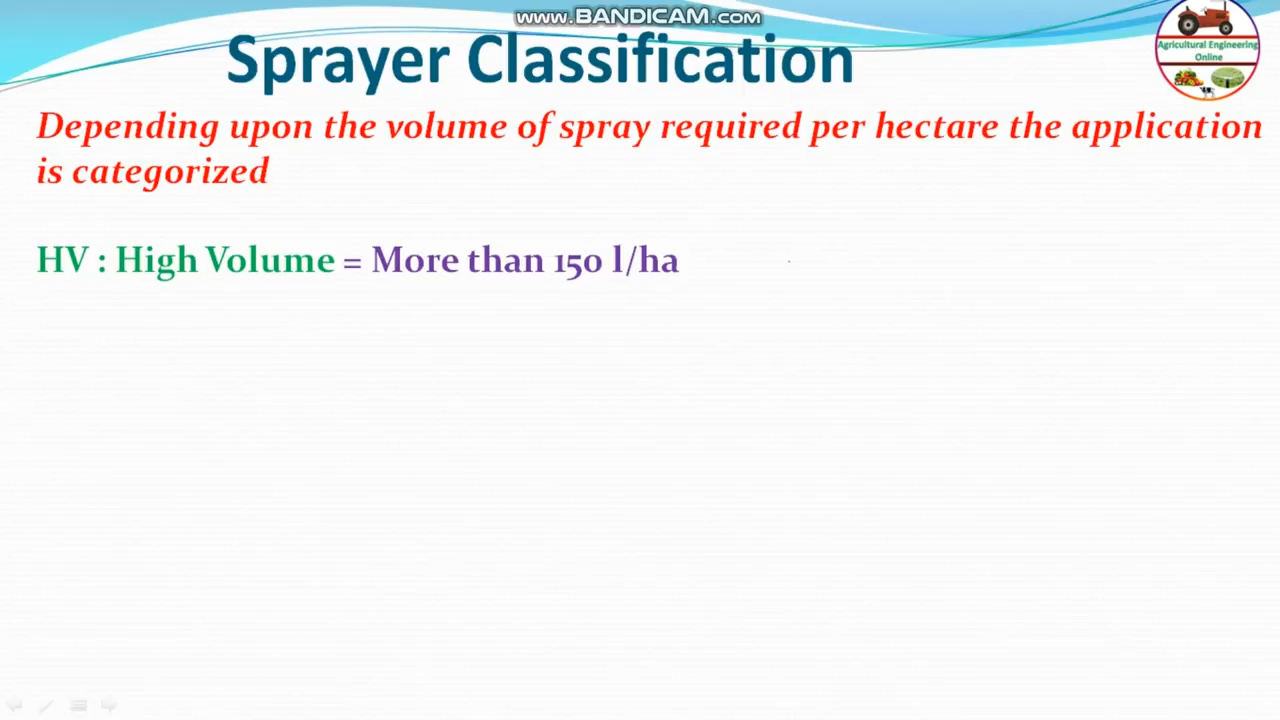 www.BANDICAM.com
Sprayer Classification
Agricultural Engineering
Online
Depending upon the volume of spray required per hectare the application
is categorized
HV : High Volume = More than 150 l/ha